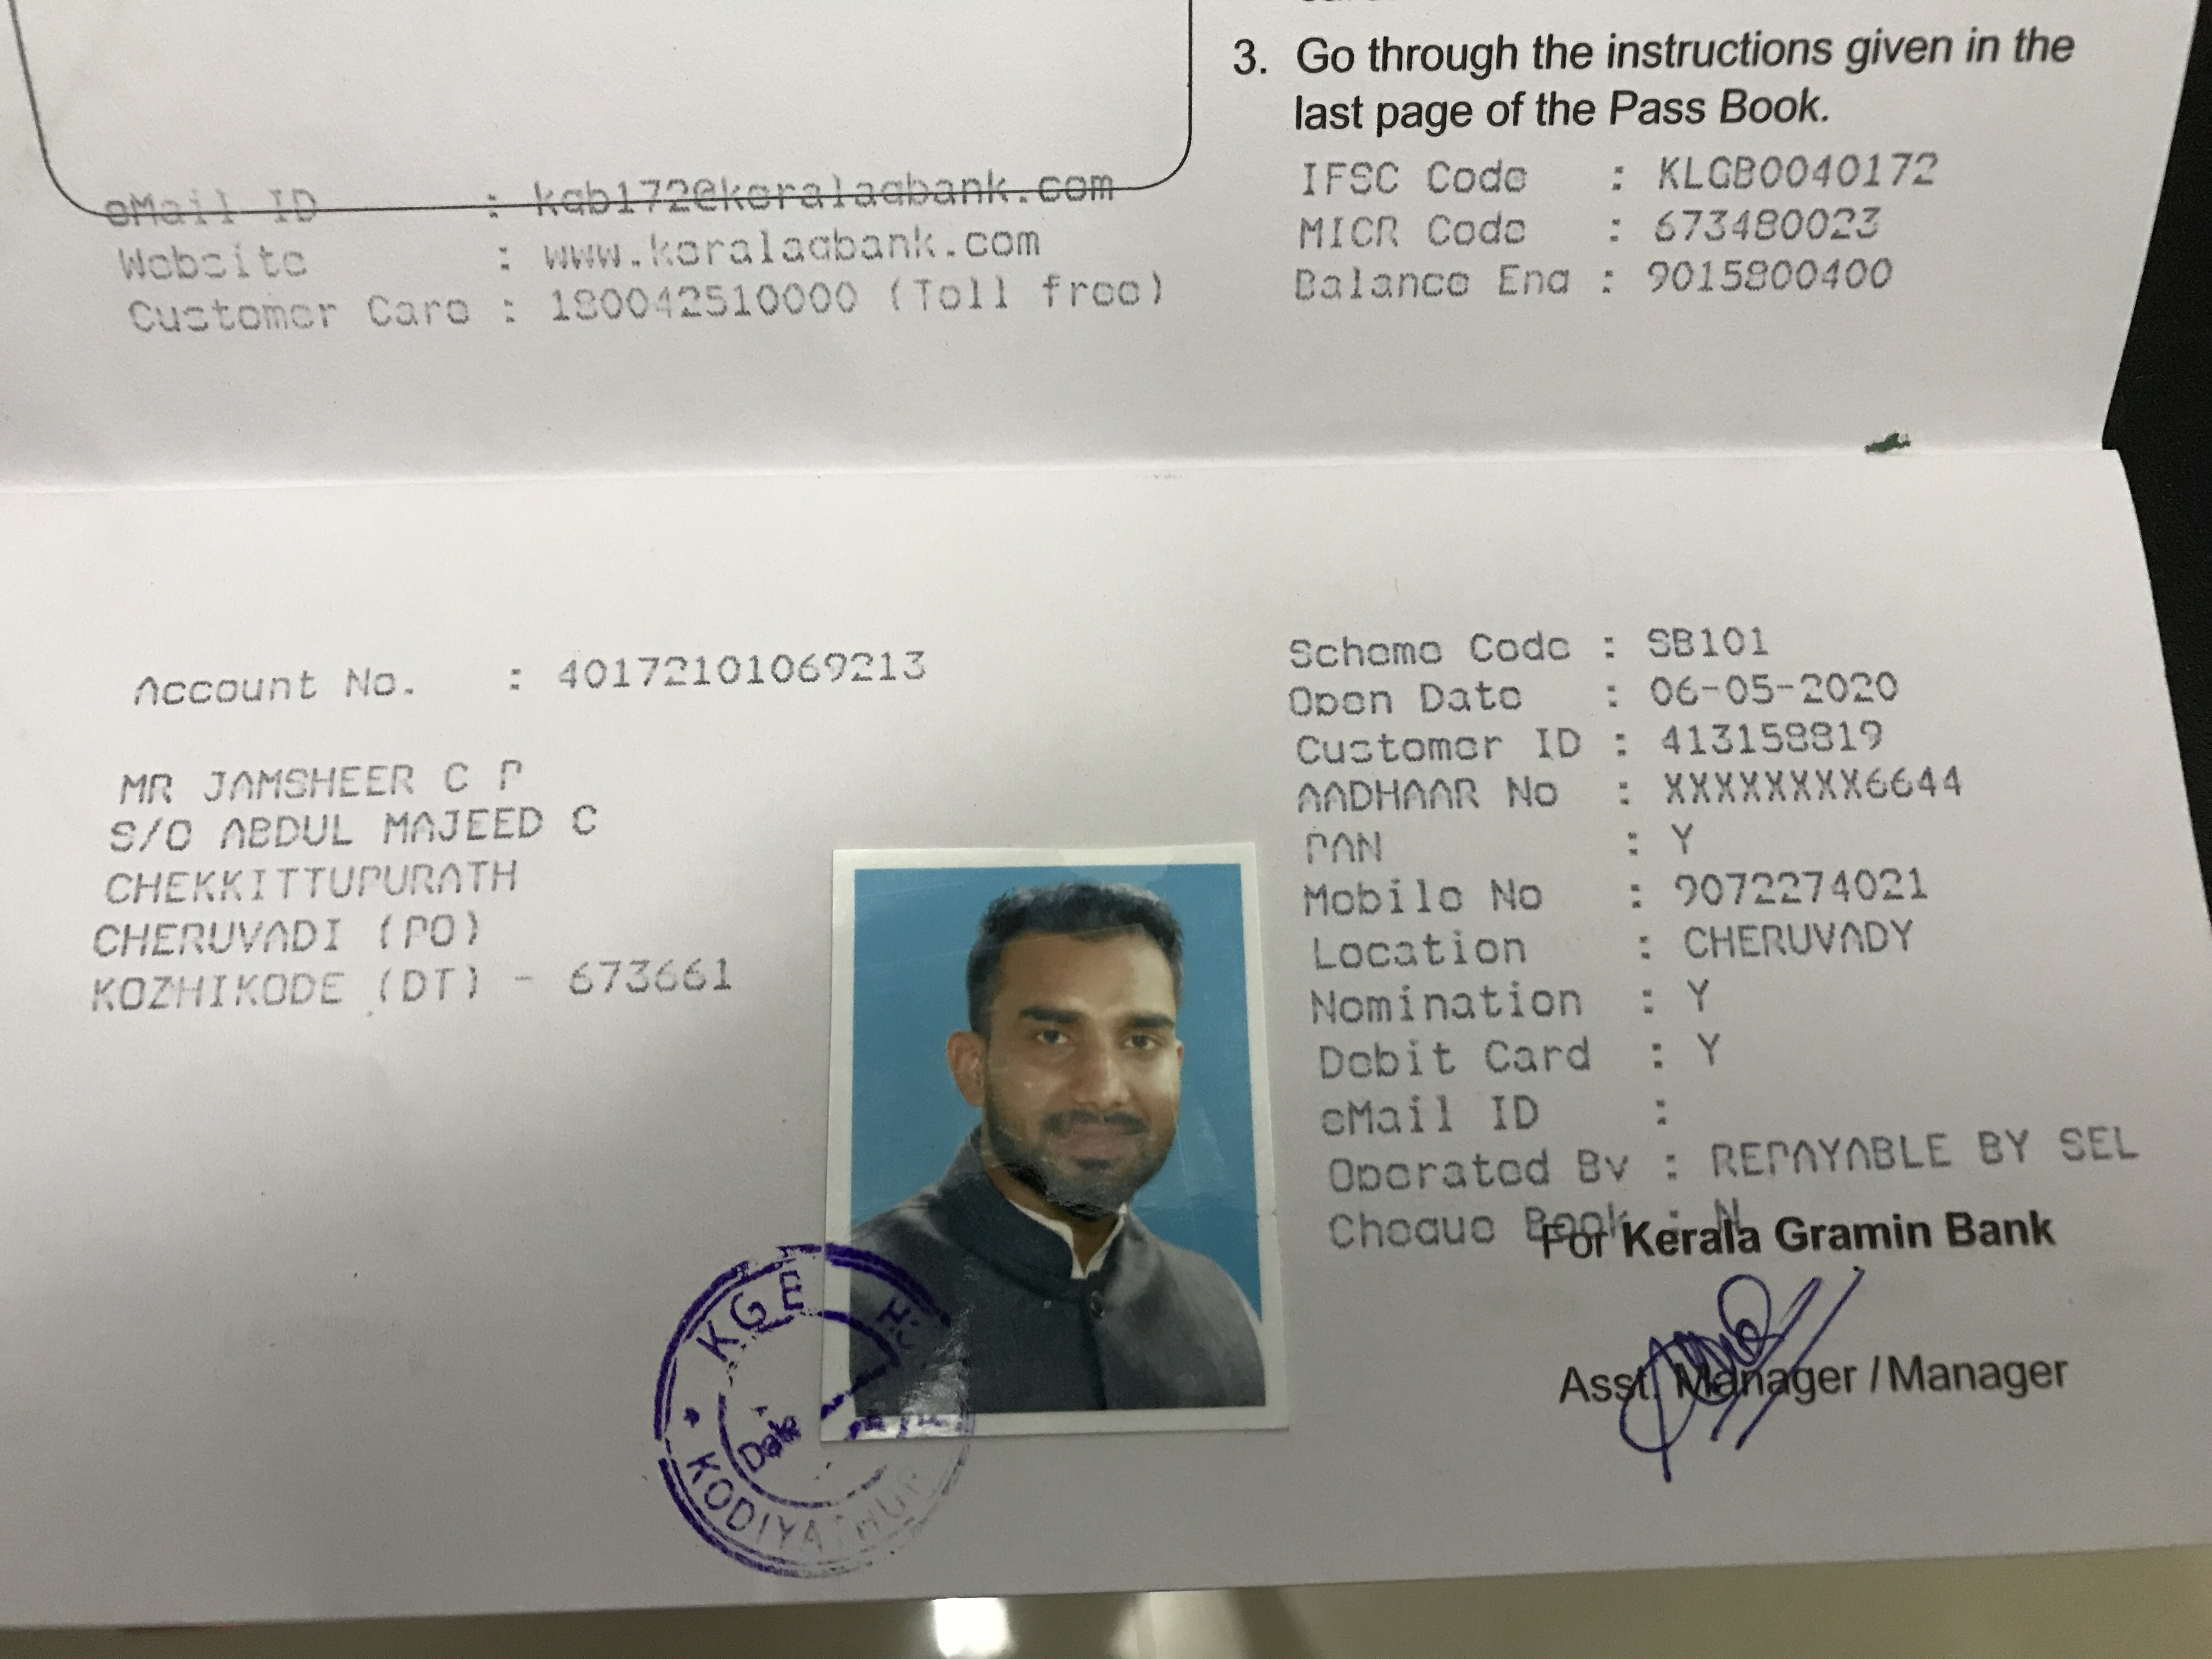 3. Go through the instructions given in the
last page of the Pass Book.
eMail ID : kgb172@keralagbank.com
Website : www.keralagbank.com
Customer Care : 180042510000 (Toll free)
IFSC Code : KLGB0040172
MICR Code : 673480023
Balance Enq : 9015800400
Account No. : 40172101069213
MR JAMSHEER C P
S/O ABDUL MAJEED C
CHEKKITTUPURATH
CHERUVADI (PO)
KOZHIKODE (DT) - 673661
Scheme Code : SB101
Open Date : 06-05-2020
Customer ID : 413158819
AADHAAR No : XXXXXXXX6644
PAN : Y
Mobile No : 9072274021
Location : CHERUVADY
Nomination : Y
Debit Card : Y
eMail ID :
Operated By : REPAYABLE BY SEL
Cheque Book : N
For Kerala Gramin Bank
Asst. Manager / Manager
KODIYATHUR
Date